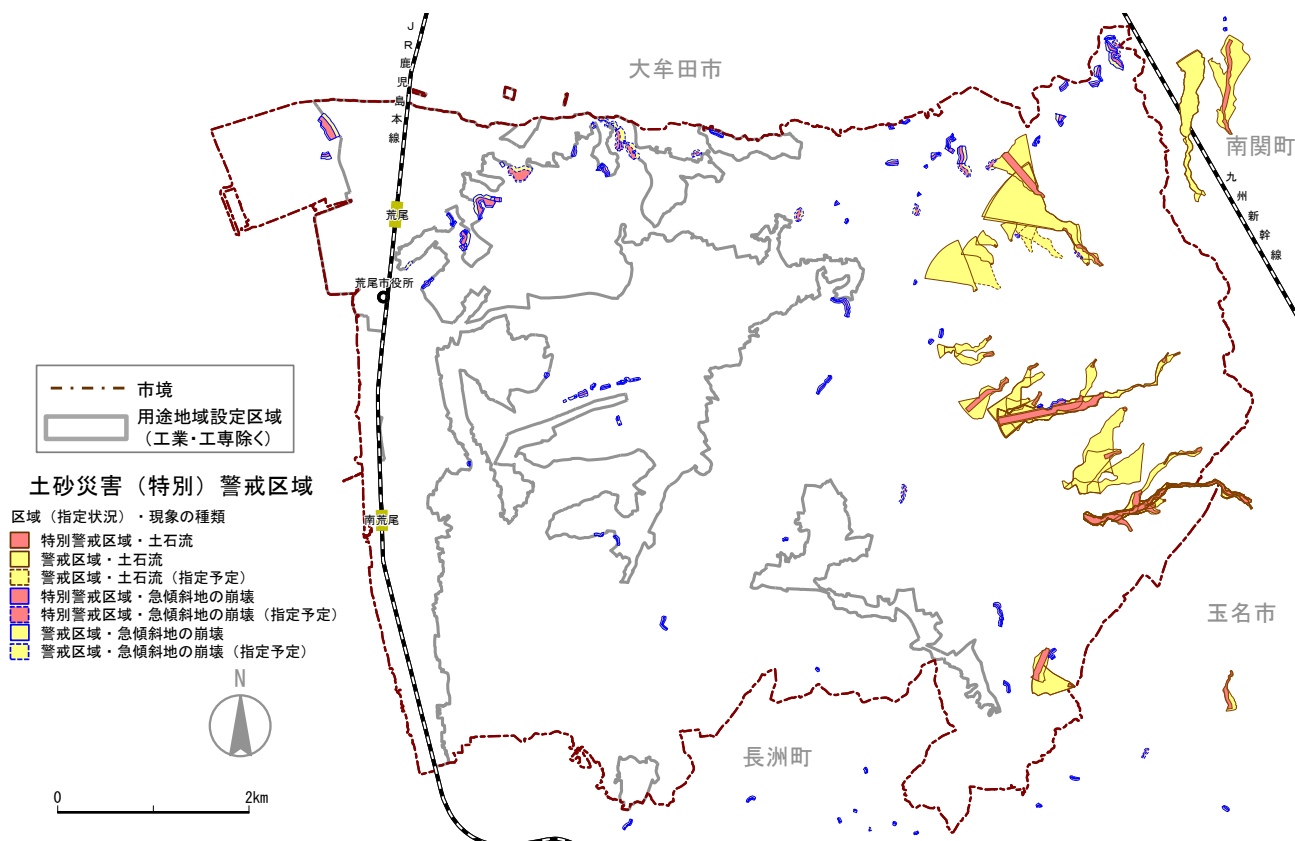 JR鹿児島本線
大牟田市
南関町
九州新幹線
荒尾
荒尾市役所
市境
用途地域設定区域
（工業・工専除く）
土砂災害（特別）警戒区域
区域（指定状況）・現象の種類
特別警戒区域・土石流
警戒区域・土石流
警戒区域・土石流（指定予定）
特別警戒区域・急傾斜地の崩壊
特別警戒区域・急傾斜地の崩壊（指定予定）
警戒区域・急傾斜地の崩壊
警戒区域・急傾斜地の崩壊（指定予定）
南荒尾
玉名市
長洲町
N
0 2km